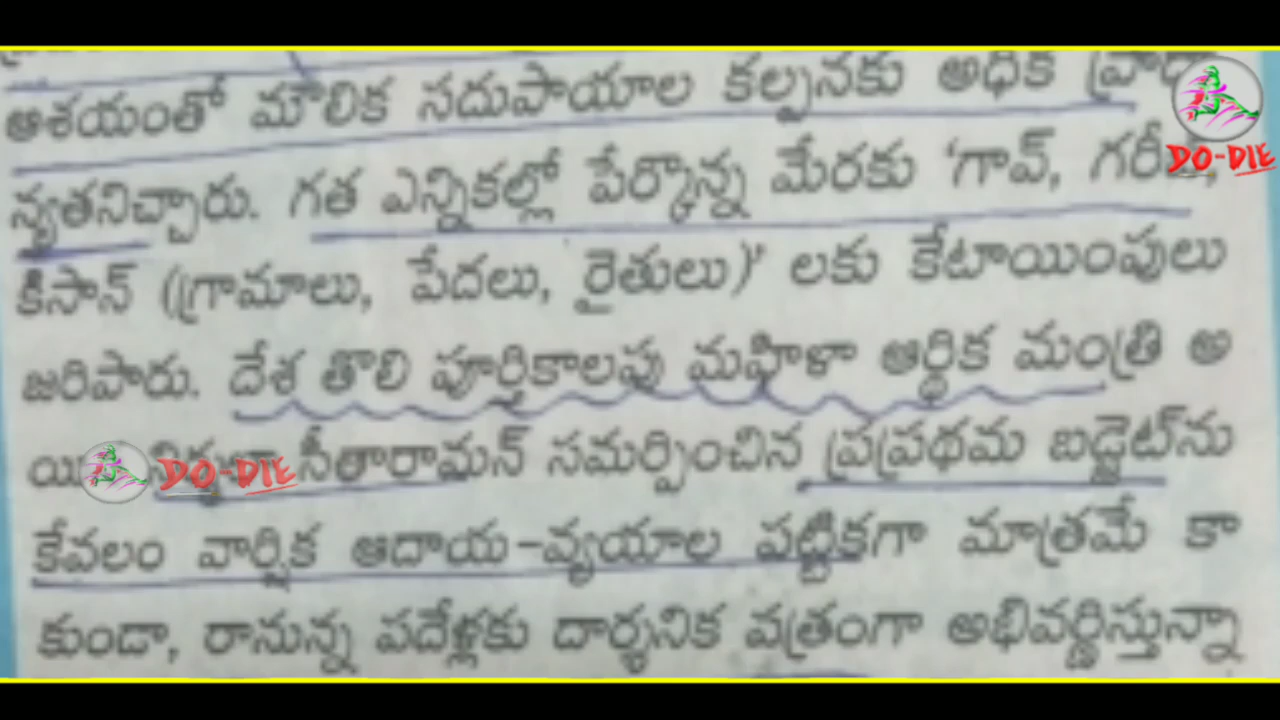 ఆశయంతో మౌలిక సదుపాయాల కల్పనకు అధిక
DO-DIE
న్యతనిచ్చారు. గత ఎన్నికల్లో పేర్కొన్న మేరకు 'గావ్,
కిసాన్ (గ్రామాలు, పేదలు, రైతులు)' లకు కేటాయింపులు
జరిపారు. దేశ తొలి పూర్తికాలపు మహిళా ఆర్థిక మంత్రి అ
DO-DIE సీతారామన్ సమర్పించిన ప్రప్రథమ బడ్జెట్‌ను
కేవలం వార్షిక ఆదాయ-వ్యయాల పట్టికగా మాత్రమే కా
కుండా, రానున్న పదేళ్లకు దార్శనిక పత్రంగా అభివర్ణిస్తున్నా